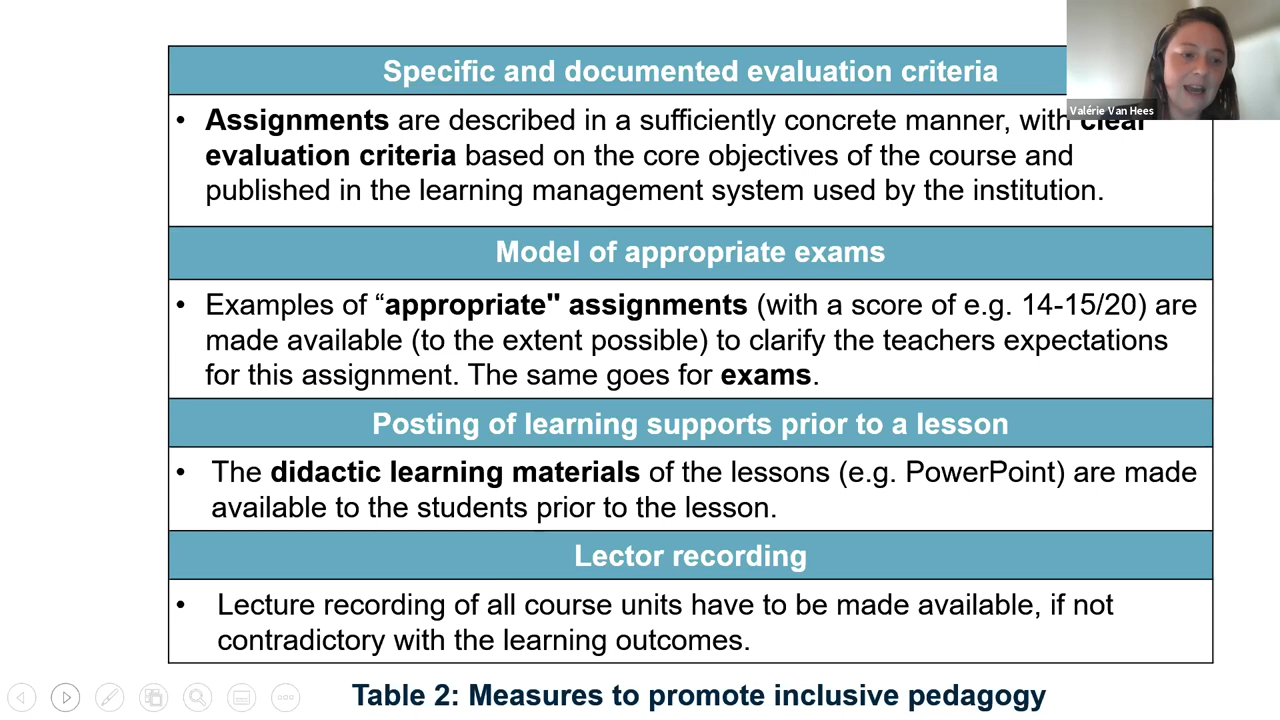 Specific and documented evaluation criteria
Valérie Van Hees
• Assignments are described in a sufficiently concrete manner, with clear
evaluation criteria based on the core objectives of the course and
published in the learning management system used by the institution.
Model of appropriate exams
• Examples of “appropriate" assignments (with a score of e.g. 14-15/20) are
made available (to the extent possible) to clarify the teachers expectations
for this assignment. The same goes for exams.
Posting of learning supports prior to a lesson
• The didactic learning materials of the lessons (e.g. PowerPoint) are made
available to the students prior to the lesson.
Lector recording
• Lecture recording of all course units have to be made available, if not
contradictory with the learning outcomes.
Table 2: Measures to promote inclusive pedagogy